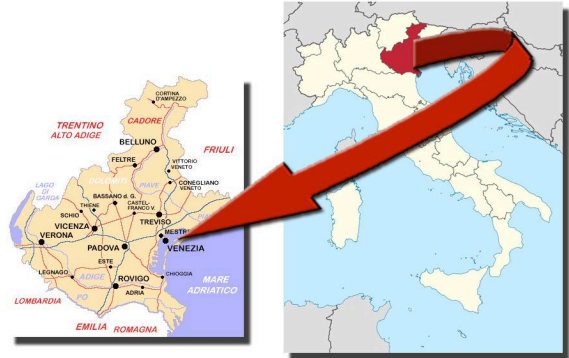 CORTINA
D'AMPEZZO
TRENTINO
ALTO ADIGE
CADORE
BELLUNO
FRIULI
FELTRE
VITTORIO
VENETO
DOLOMITI
PIAVE
CONEGLIANO
VENETO
LAGO
DI
GARDA
BASSANO d. G.
THIENE
CASTEL-
FRANCO V.
SCHIO
TREVISO
VICENZA
VERONA
MESTRE
PADOVA
VENEZIA
ESTE
LEGNAGO
ADIGE
CHIOGGIA
ROVIGO
ADRIA
MARE
ADRIATICO
LOMBARDIA
PO
EMILIA
ROMAGNA